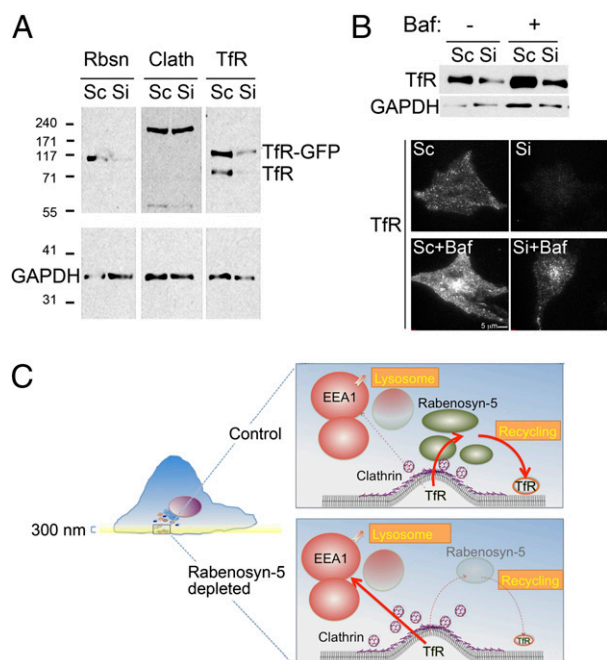 A
Rbsn Clath TfR
Sc Si Sc Si Sc Si
240
171
117
71
55
TfR-GFP
TfR
41
GAPDH
31
B
Baf: - +
Sc Si Sc Si
TfR
GAPDH
Sc Si
TfR
Sc+Baf Si+Baf
5 μm
C
Control
300 nm
Rabenosyn-5
depleted
Lysosome
EEA1
Rabenosyn-5
Recycling
Clathrin
TfR
TfR
Lysosome
EEA1
Rabenosyn-5
Recycling
Clathrin
TfR
TfR